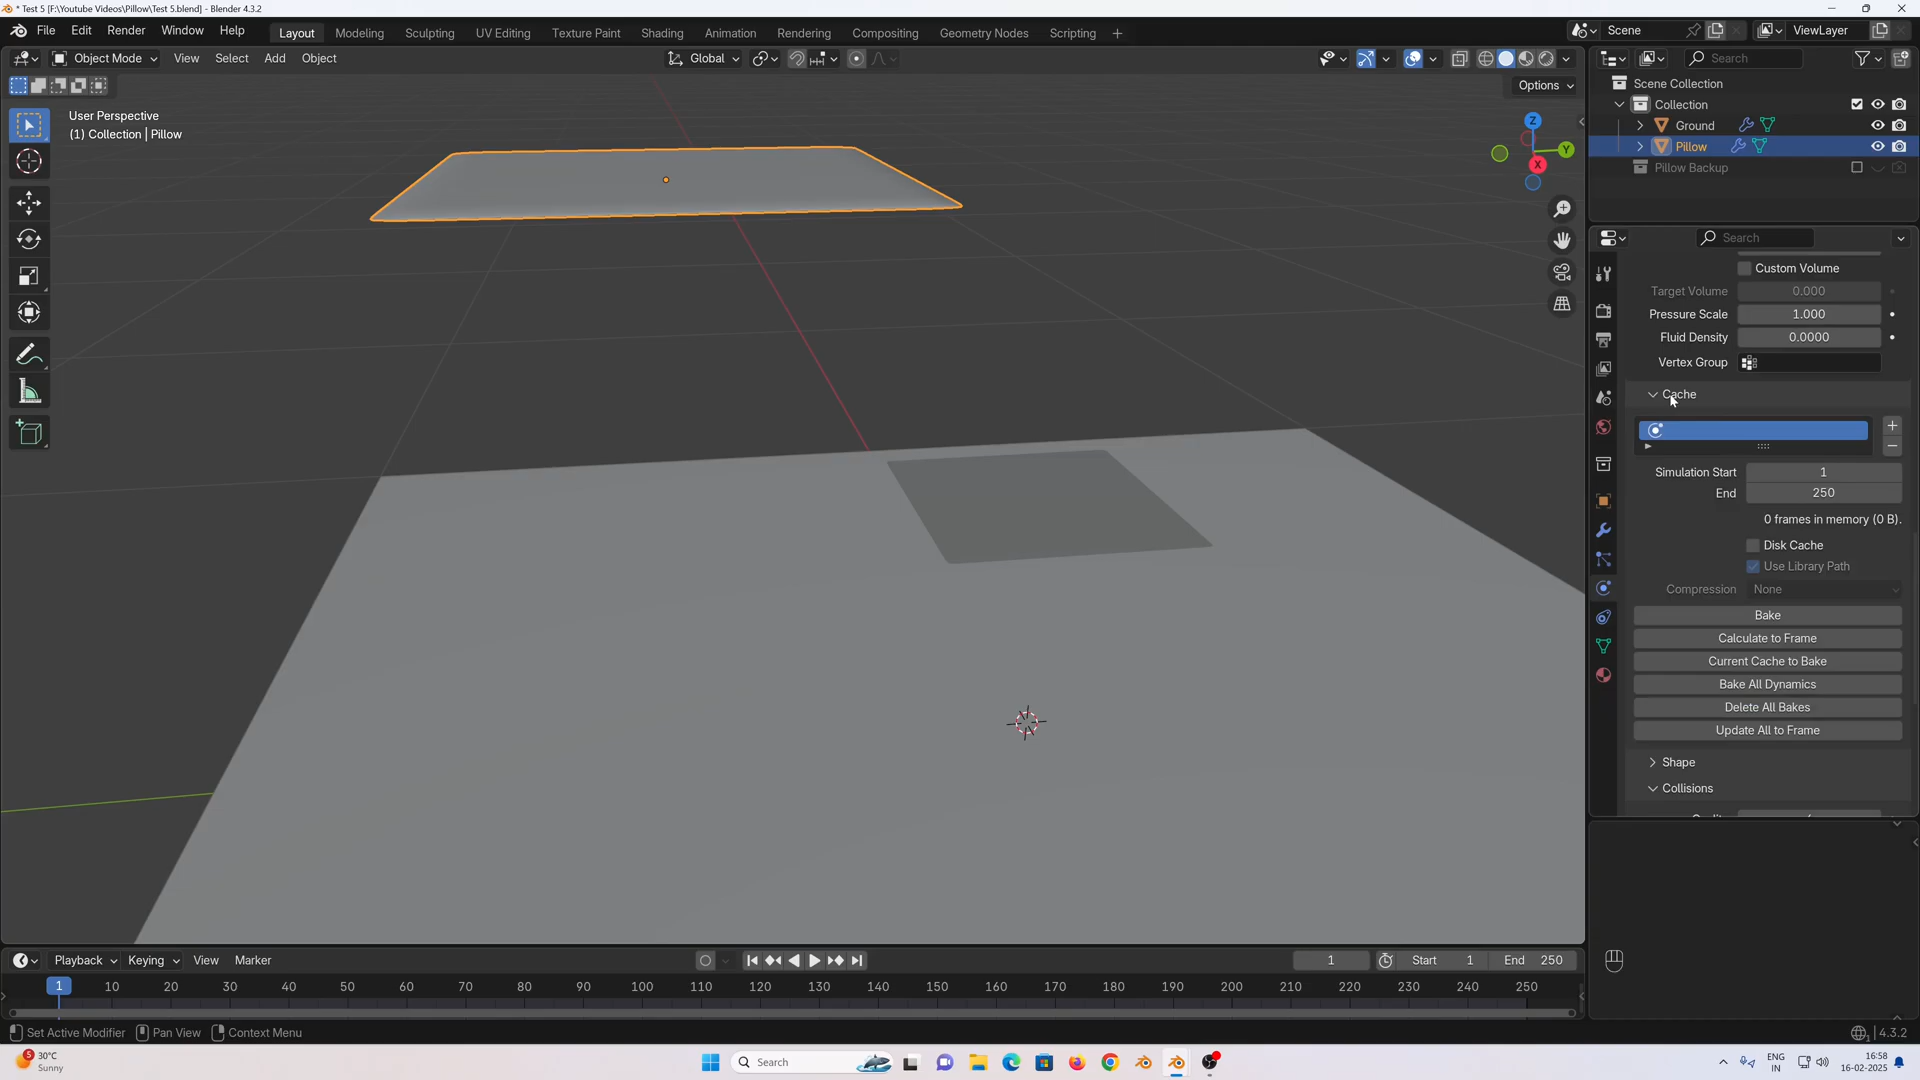 * Test 5 [F:\Youtube Videos\Pillow\Test 5.blend] - Blender 4.3.2
File Edit Render Window Help
Layout Modeling Sculpting UV Editing Texture Paint Shading Animation Rendering Compositing Geometry Nodes Scripting
Scene
ViewLayer
Object Mode View Select Add Object
Global
Search
Options
User Perspective
(1) Collection | Pillow
Z
Y
X
Scene Collection
Collection
Ground
Pillow
Pillow Backup
Search
Custom Volume
Target Volume 0.000
Pressure Scale 1.000
Fluid Density 0.0000
Vertex Group
Cache
Simulation Start 1
End 250
0 frames in memory (0 B).
Disk Cache
Use Library Path
Compression None
Bake
Calculate to Frame
Current Cache to Bake
Bake All Dynamics
Delete All Bakes
Update All to Frame
Shape
Collisions
Playback Keying View Marker
1 Start 1 End 250
1 10 20 30 40 50 60 70 80 90 100 110 120 130 140 150 160 170 180 190 200 210 220 230 240 250
Set Active Modifier Pan View Context Menu
4.3.2
5
30°C
Sunny
Search
ENG
IN
16:58
16-02-2025